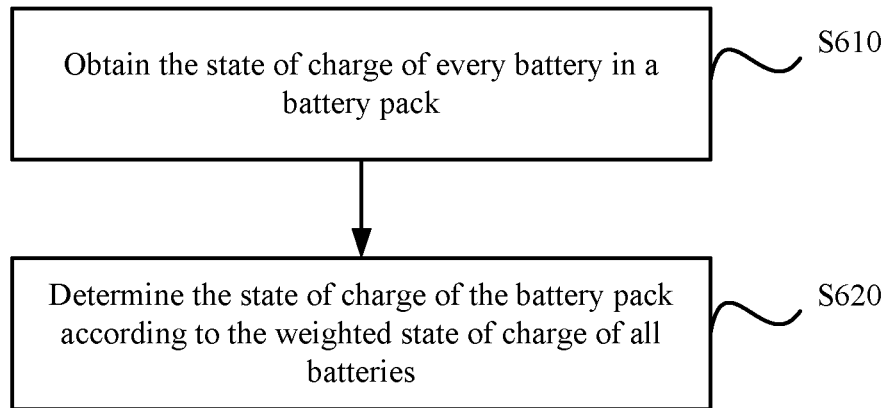 Obtain the state of charge of every battery in a
battery pack
S610
Determine the state of charge of the battery pack
according to the weighted state of charge of all
batteries
S620